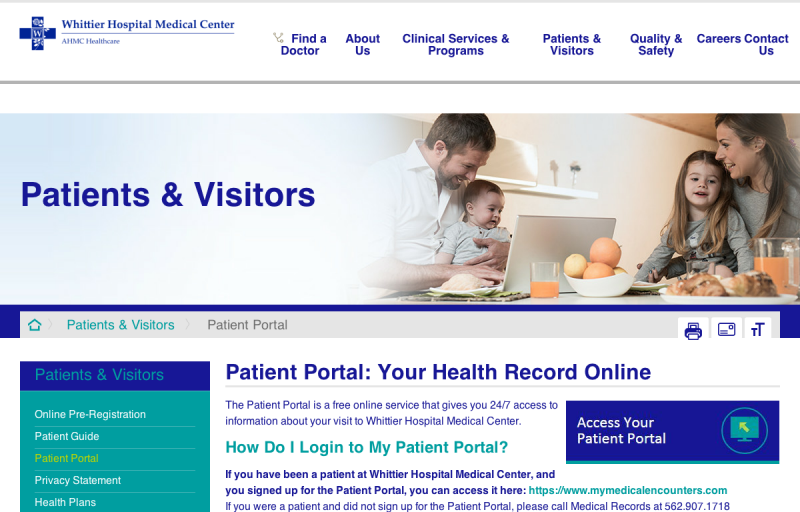 Whittier Hospital Medical Center
AHMC Healthcare
W
Find a Doctor
About Us
Clinical Services & Programs
Patients & Visitors
Quality & Safety
Careers
Contact Us
Patients & Visitors
Patients & Visitors
Patient Portal
TT
Patients & Visitors
Online Pre-Registration
Patient Guide
Patient Portal
Privacy Statement
Health Plans
Patient Portal: Your Health Record Online
The Patient Portal is a free online service that gives you 24/7 access to
information about your visit to Whittier Hospital Medical Center.
Access Your
Patient Portal
How Do I Login to My Patient Portal?
If you have been a patient at Whittier Hospital Medical Center, and
you signed up for the Patient Portal, you can access it here: https://www.mymedicalencounters.com
If you were a patient and did not sign up for the Patient Portal, please call Medical Records at 562.907.1718